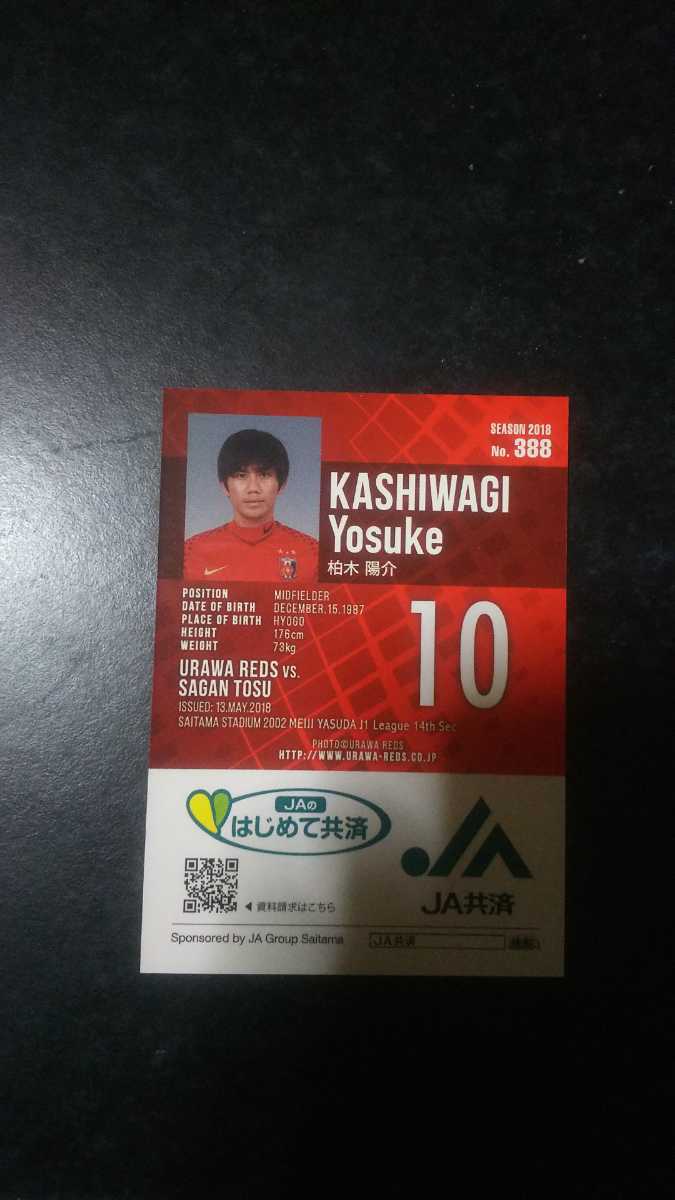 SEASON 2018
No. 388
KASHIWAGI
Yosuke
柏木 陽介
POSITION MIDFIELDER
DATE OF BIRTH DECEMBER.15.1987
PLACE OF BIRTH HYOGO
HEIGHT 176cm
WEIGHT 73kg
10
URAWA REDS vs.
SAGAN TOSU
ISSUED: 13.MAY.2018
SAITAMA STADIUM 2002 MEIJI YASUDA J1 League 14th Sec
PHOTO©URAWA REDS
HTTP://WWW.URAWA-REDS.CO.JP
JAの
はじめて共済
JA共済
◀ 資料請求はこちら
Sponsored by JA Group Saitama
JA共済